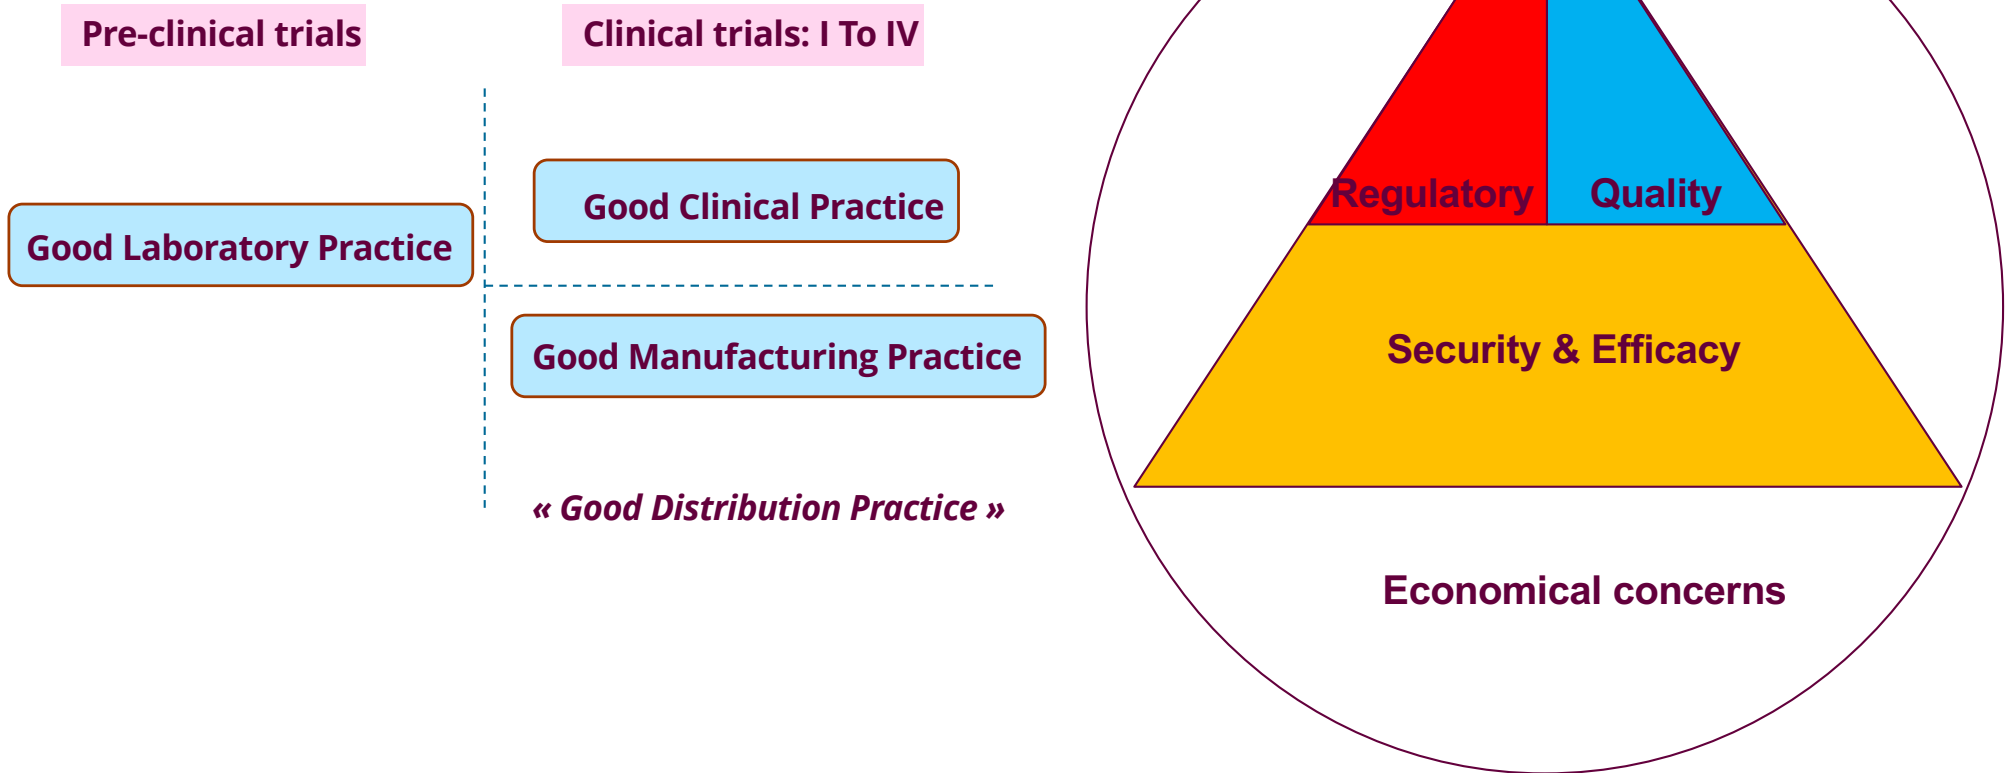 Pre-clinical trials
Clinical trials: I To IV
Good Laboratory Practice
Good Clinical Practice
Good Manufacturing Practice
« Good Distribution Practice »
Regulatory
Quality
Security & Efficacy
Economical concerns